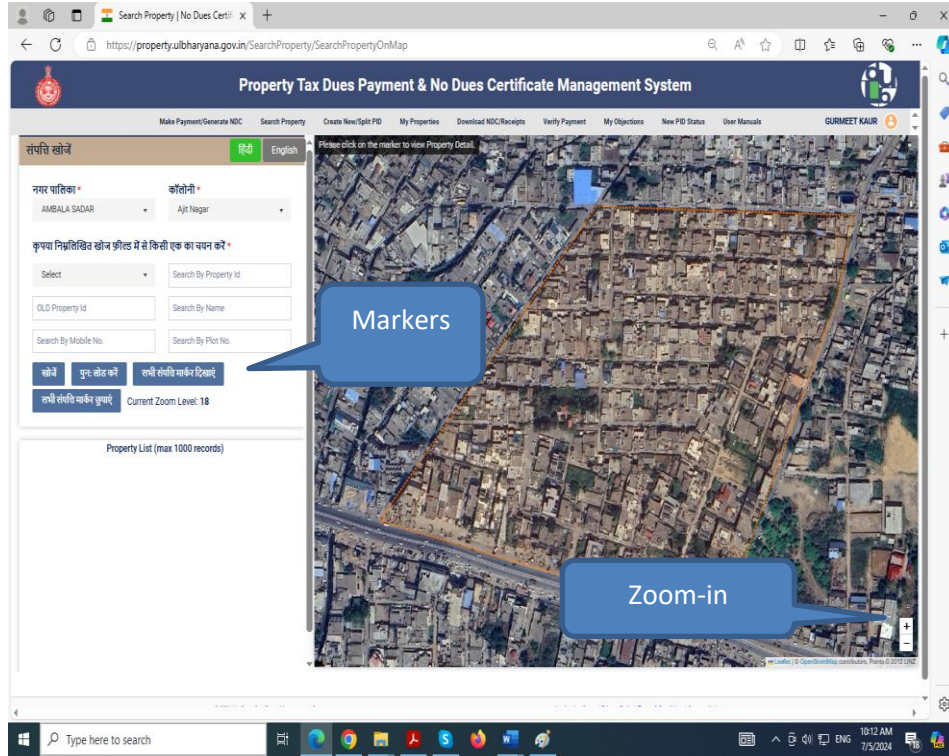 Search Property | No Dues Certifi
https://property.ulbharyana.gov.in/SearchProperty/SearchPropertyOnMap
Property Tax Dues Payment & No Dues Certificate Management System
Make Payment/Generate NDC Search Property Create New/Split PID My Properties Download NDC/Receipts Verify Payment My Objections New PID Status User Manuals GURMEET KAUR
संपत्ति खोजें हिंदी English
Please click on the marker to view Property Detail.
नगर पालिका * कॉलोनी *
AMBALA SADAR Ajit Nagar
कृपया निम्नलिखित खोज फ़ील्ड में से किसी एक का चयन करें *
Select Search By Property Id
OLD Property Id Search By Name
Search By Mobile No. Search By Plot No.
Markers
खोजें पुन: लोड करें सभी संपत्ति मार्कर दिखाएं
सभी संपत्ति मार्कर छुपाएं Current Zoom Level: 18
Property List (max 1000 records)
Zoom-in
+
−
Leaflet | © OpenStreetMap contributors, Points © 2012 LINZ
Type here to search
ENG
10:12 AM
7/5/2024